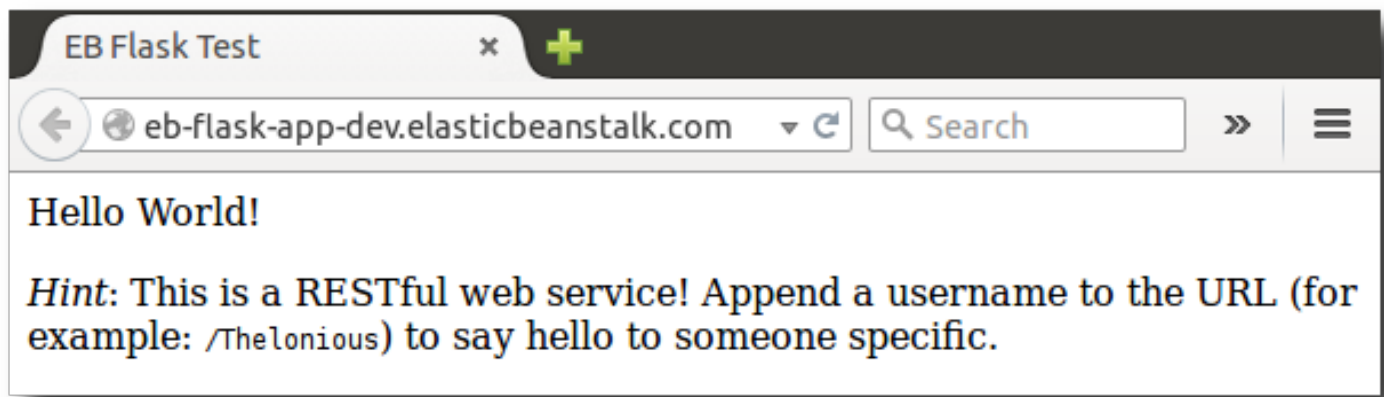 EB Flask Test
eb-flask-app-dev.elasticbeanstalk.com Search
Hello World!
Hint: This is a RESTful web service! Append a username to the URL (for
example: /Thelonious) to say hello to someone specific.